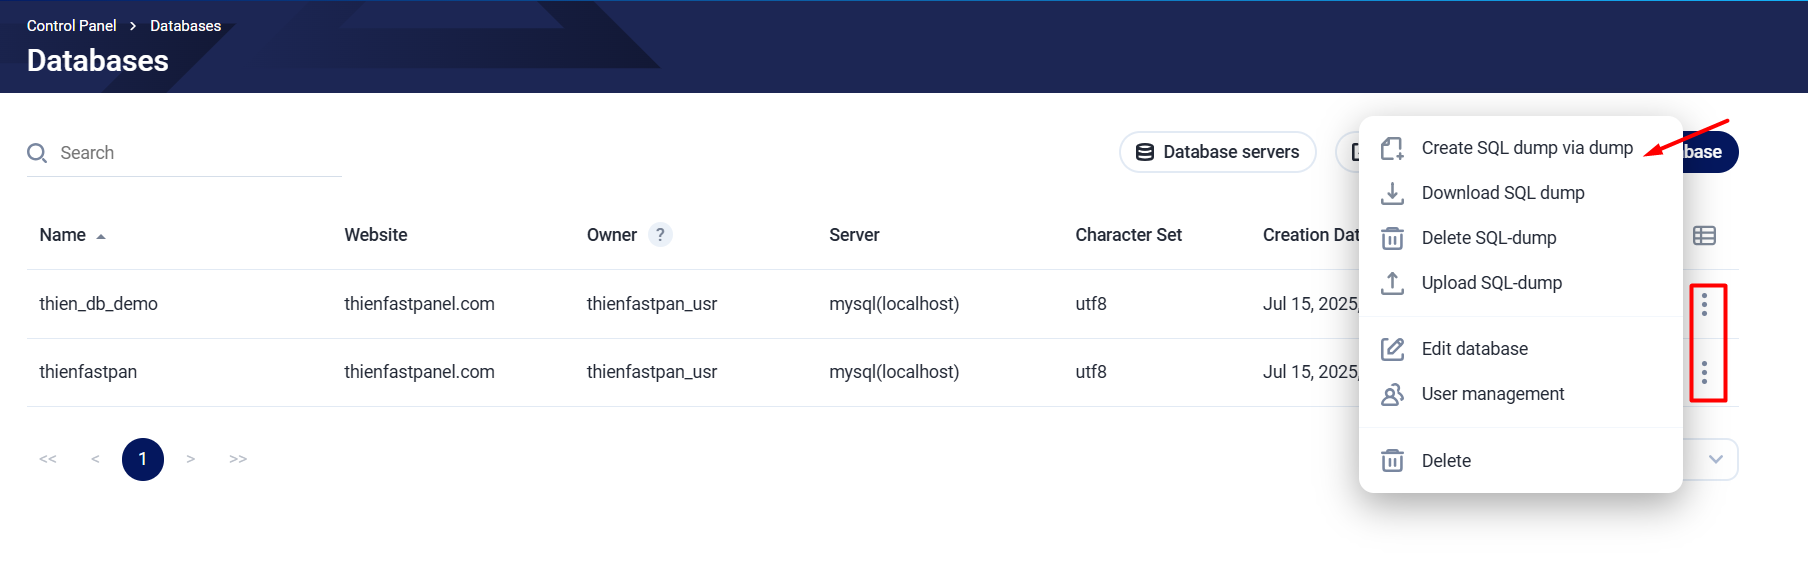 Control Panel > Databases
Databases
Search
Database servers
base
Name
Website
Owner ?
Server
Character Set
Creation Dat
thien_db_demo
thienfastpanel.com
thienfastpan_usr
mysql(localhost)
utf8
Jul 15, 2025,
thienfastpan
thienfastpanel.com
thienfastpan_usr
mysql(localhost)
utf8
Jul 15, 2025,
<< < 1 > >>
Create SQL dump via dump
Download SQL dump
Delete SQL-dump
Upload SQL-dump
Edit database
User management
Delete